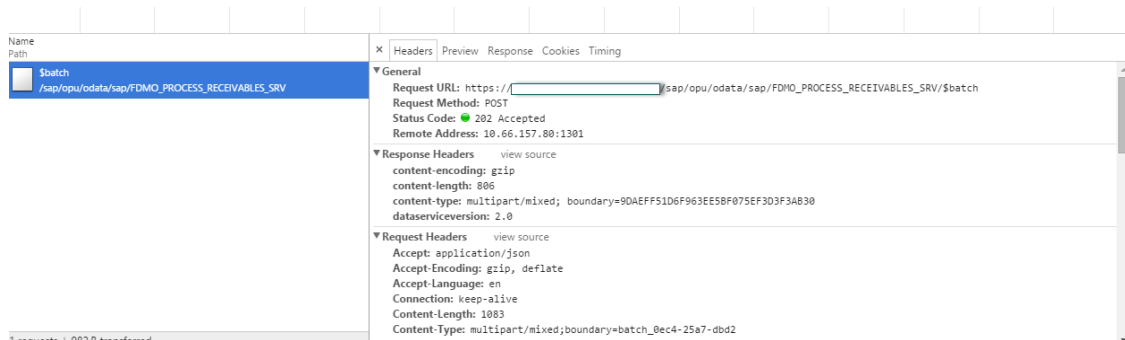 Name
Path
$batch
/sap/opu/odata/sap/FDMO_PROCESS_RECEIVABLES_SRV
× Headers Preview Response Cookies Timing
▼General
Request URL: https:// /sap/opu/odata/sap/FDMO_PROCESS_RECEIVABLES_SRV/$batch
Request Method: POST
Status Code: 202 Accepted
Remote Address: 10.66.157.80:1301
▼Response Headers view source
content-encoding: gzip
content-length: 806
content-type: multipart/mixed; boundary=9DAEFF51D6F963EE5BF075EF3D3F3AB30
dataserviceversion: 2.0
▼Request Headers view source
Accept: application/json
Accept-Encoding: gzip, deflate
Accept-Language: en
Connection: keep-alive
Content-Length: 1083
Content-Type: multipart/mixed;boundary=batch_0ec4-25a7-dbd2
1 requests / 982 B transferred